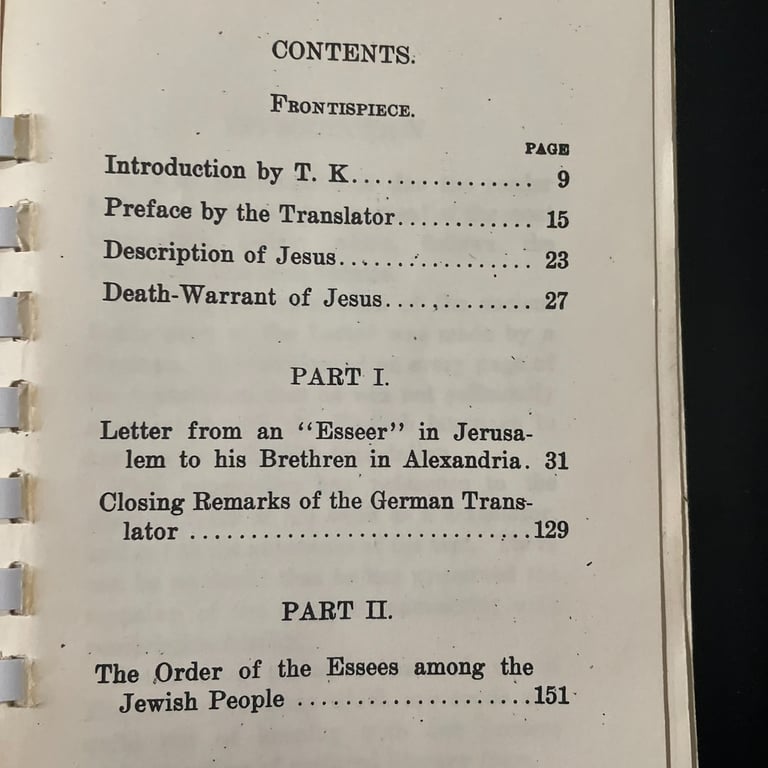 CONTENTS.
FRONTISPIECE.
PAGE
Introduction by T. K................. 9
Preface by the Translator............ 15
Description of Jesus................. 23
Death-Warrant of Jesus............. 27
PART I.
Letter from an “Esseer” in Jerusa-
lem to his Brethren in Alexandria. 31
Closing Remarks of the German Trans-
lator ..............................129
PART II.
The Order of the Essees among the
Jewish People ....................151